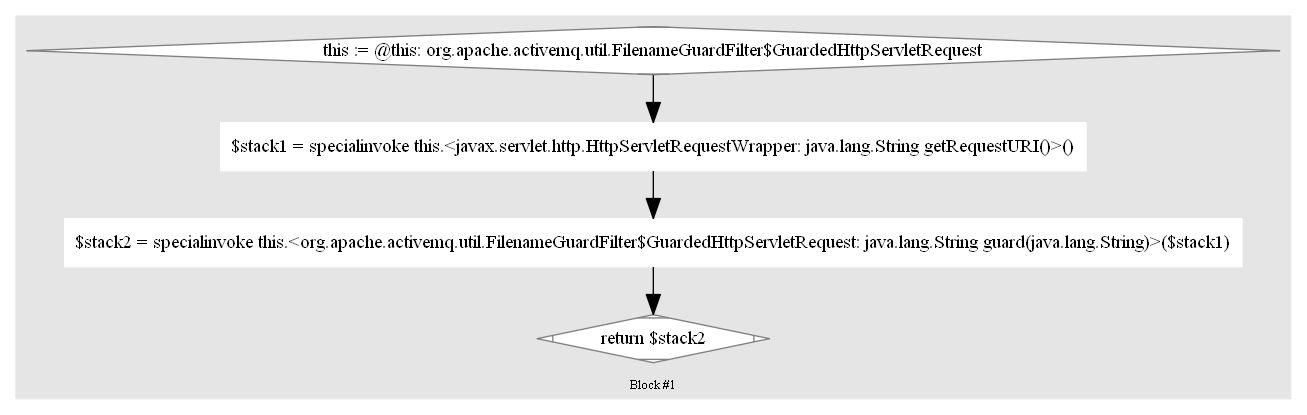 this := @this: org.apache.activemq.util.FilenameGuardFilter$GuardedHttpServletRequest
$stack1 = specialinvoke this.<javax.servlet.http.HttpServletRequestWrapper: java.lang.String getRequestURI()>()
$stack2 = specialinvoke this.<org.apache.activemq.util.FilenameGuardFilter$GuardedHttpServletRequest: java.lang.String guard(java.lang.String)>($stack1)
return $stack2
Block #1